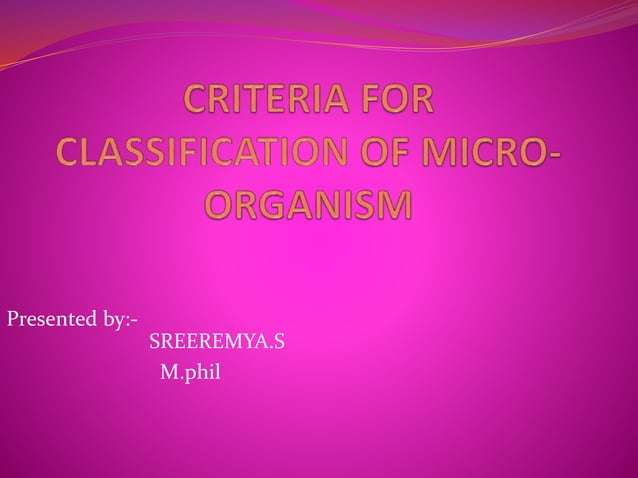 CRITERIA FOR
CLASSIFICATION OF MICRO-
ORGANISM
Presented by:-
SREEREMYA.S
M.phil